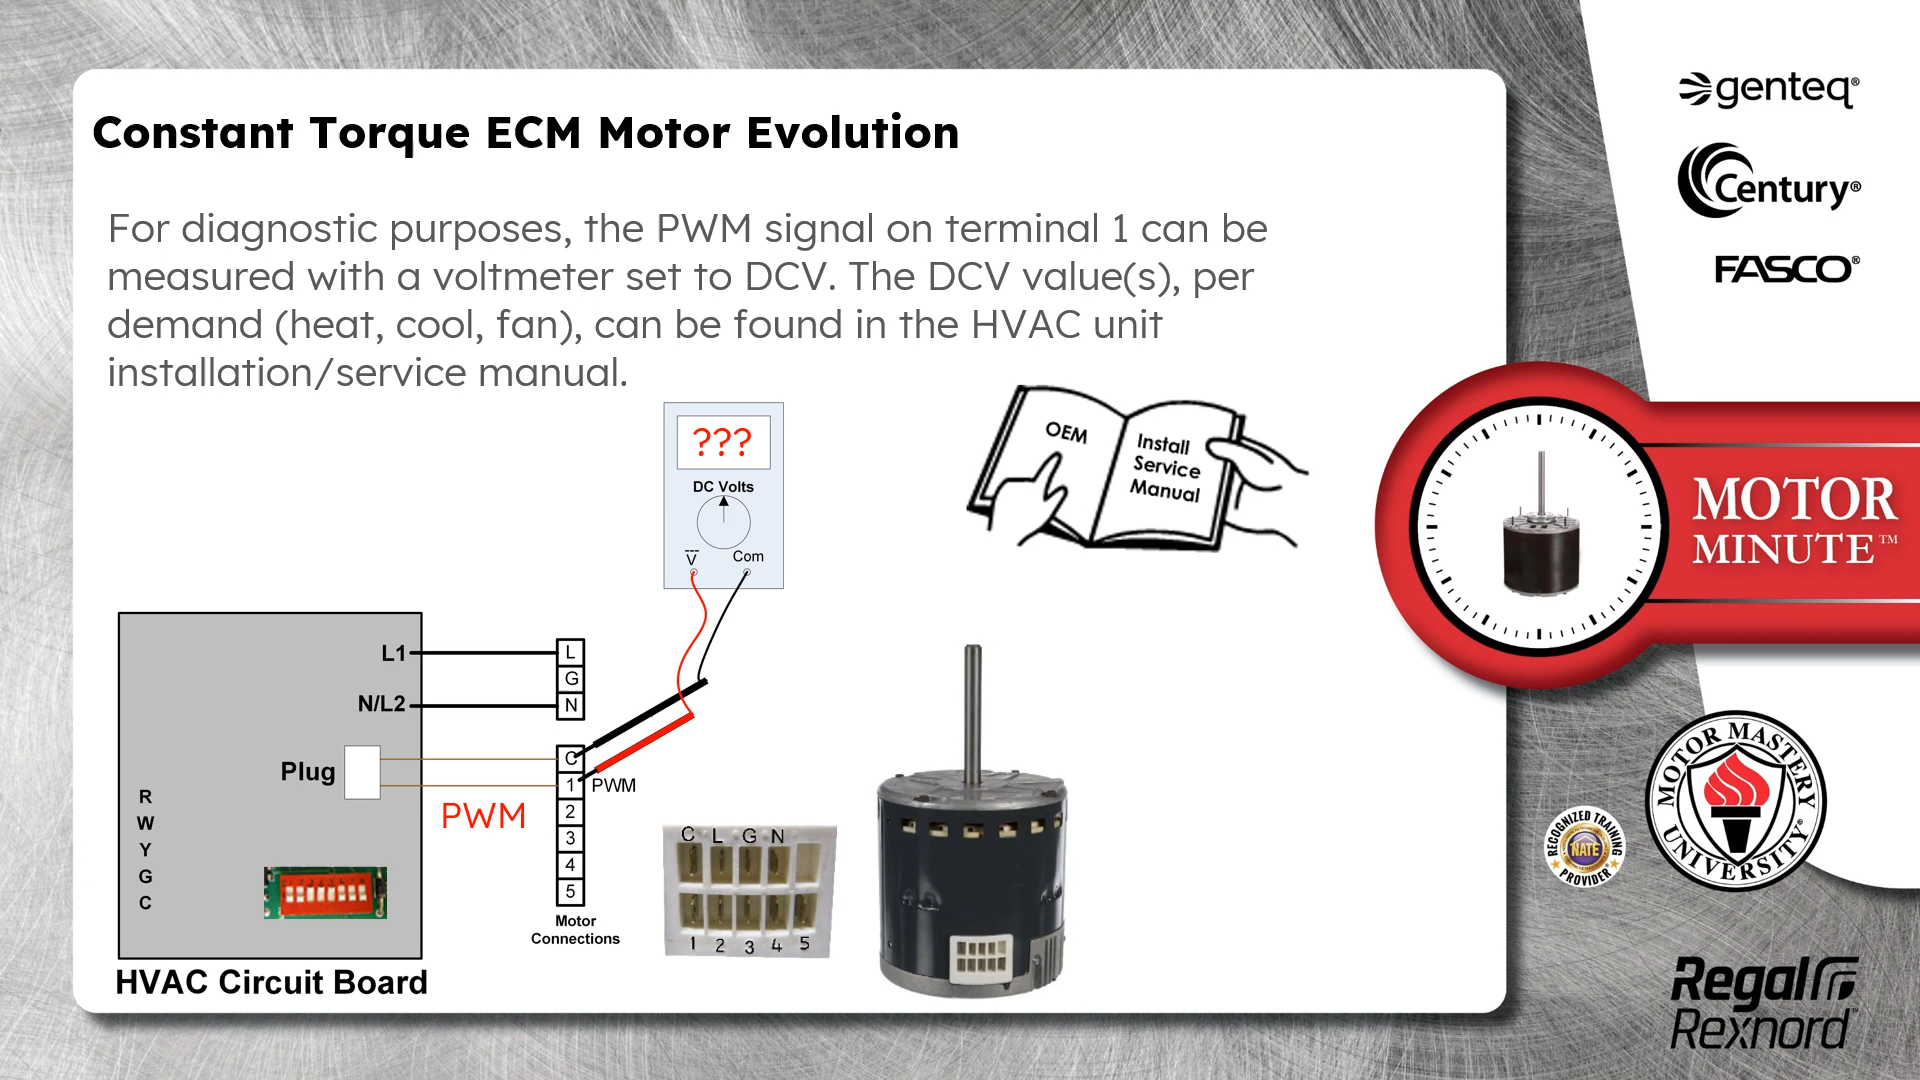 Constant Torque ECM Motor Evolution
For diagnostic purposes, the PWM signal on terminal 1 can be
measured with a voltmeter set to DCV. The DCV value(s), per
demand (heat, cool, fan), can be found in the HVAC unit
installation/service manual.
???
DC Volts
V
Com
OEM
Install
Service
Manual
L1
N/L2
Plug
R
W
Y
G
C
HVAC Circuit Board
PWM
L
G
N
C
1
PWM
2
3
4
5
Motor
Connections
C L G N
1 2 3 4 5
genteq®
Century®
FASCO®
MOTOR
MINUTE™
MOTOR MASTERY
UNIVERSITY®
RECOGNIZED TRAINING
NATE
PROVIDER®
Regal
Rexnord™